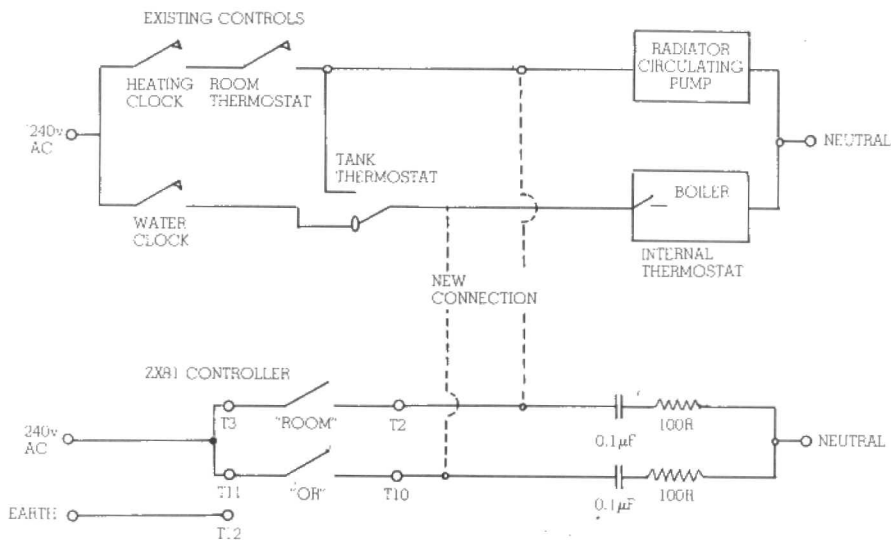 EXISTING CONTROLS
HEATING
CLOCK
ROOM
THERMOSTAT
RADIATOR
CIRCULATING
PUMP
240v
AC
NEUTRAL
TANK
THERMOSTAT
BOILER
WATER
CLOCK
INTERNAL
THERMOSTAT
NEW
CONNECTION
ZX81 CONTROLLER
T3
"ROOM"
T2
0.1µF
100R
240v
AC
NEUTRAL
T11
"OR"
T10
0.1µF
100R
EARTH
T12